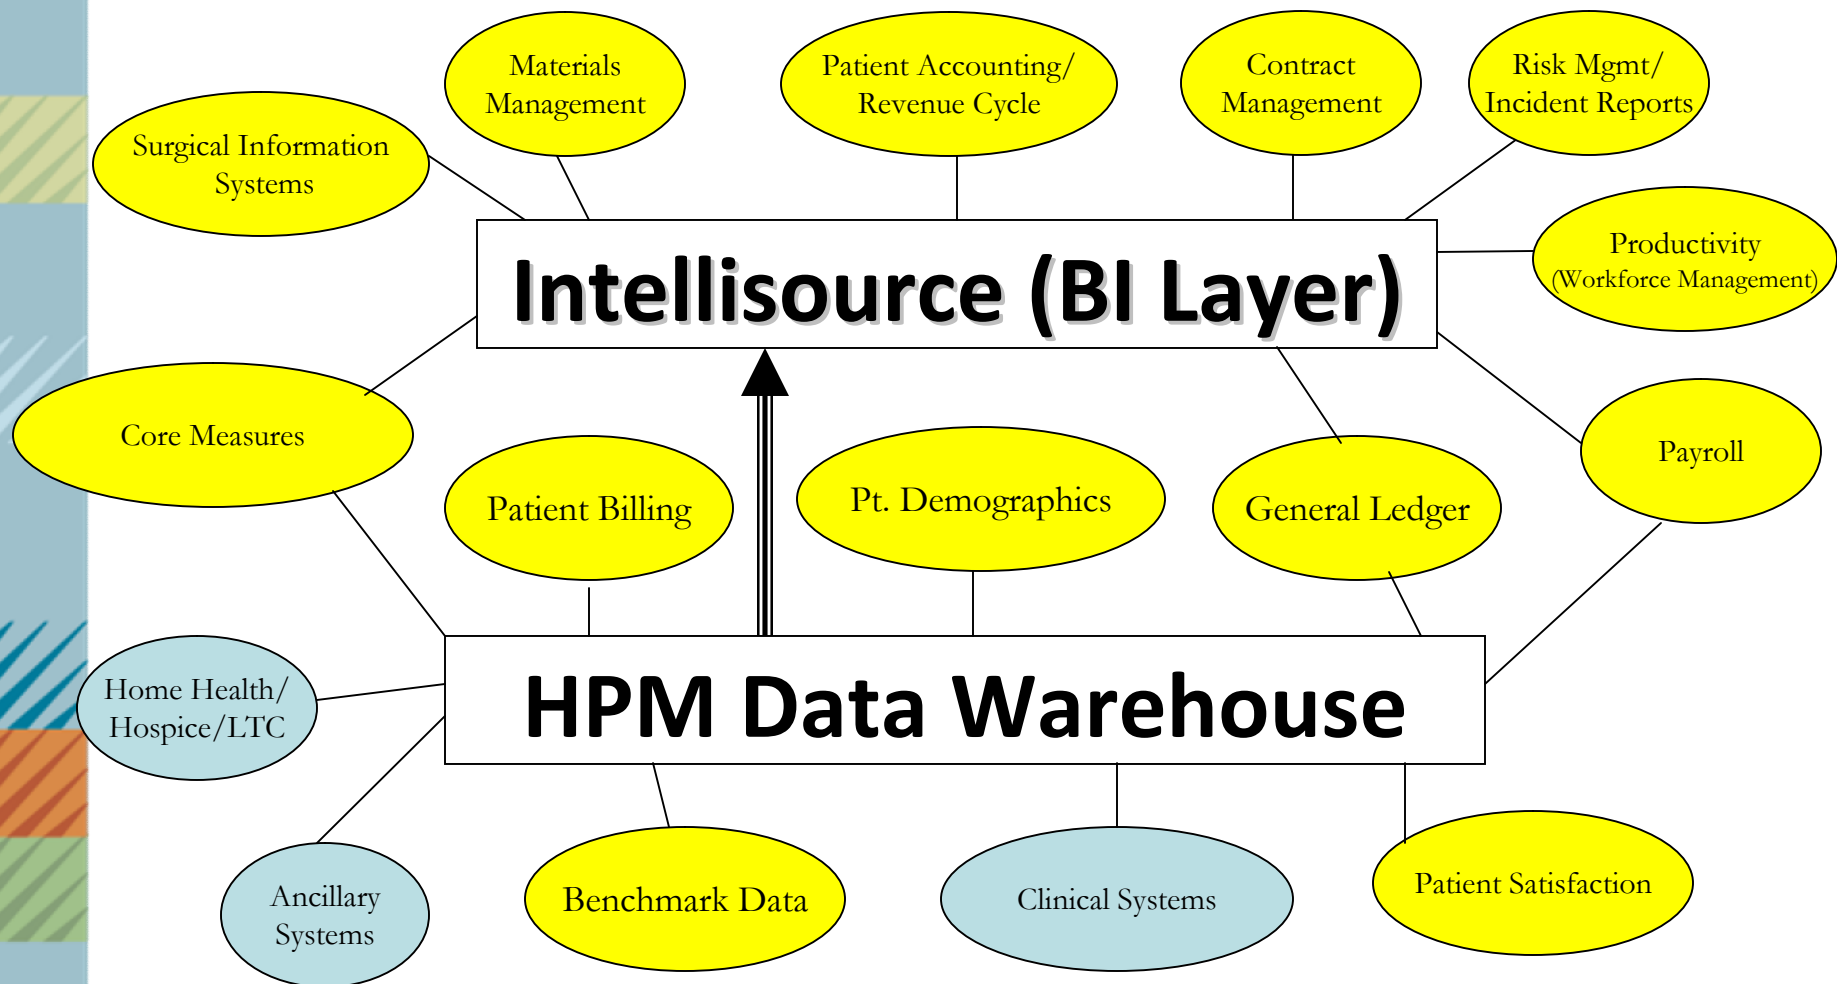 Materials
Management
Patient Accounting/
Revenue Cycle
Contract
Management
Risk Mgmt/
Incident Reports
Surgical Information
Systems
Productivity
(Workforce Management)
Intellisource (BI Layer)
Core Measures
Payroll
Patient Billing
Pt. Demographics
General Ledger
Home Health/
Hospice/LTC
HPM Data Warehouse
Ancillary
Systems
Benchmark Data
Clinical Systems
Patient Satisfaction